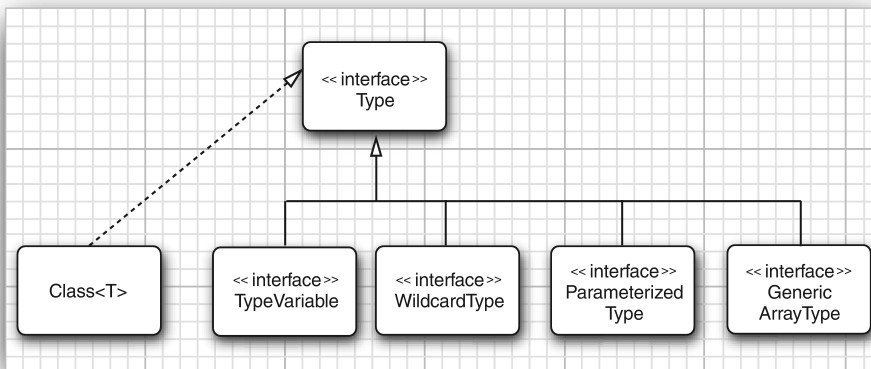 << interface >>
Type
Class<T>
<< interface >>
TypeVariable
<< interface >>
WildcardType
<< interface >>
Parameterized
Type
<< interface >>
Generic
ArrayType